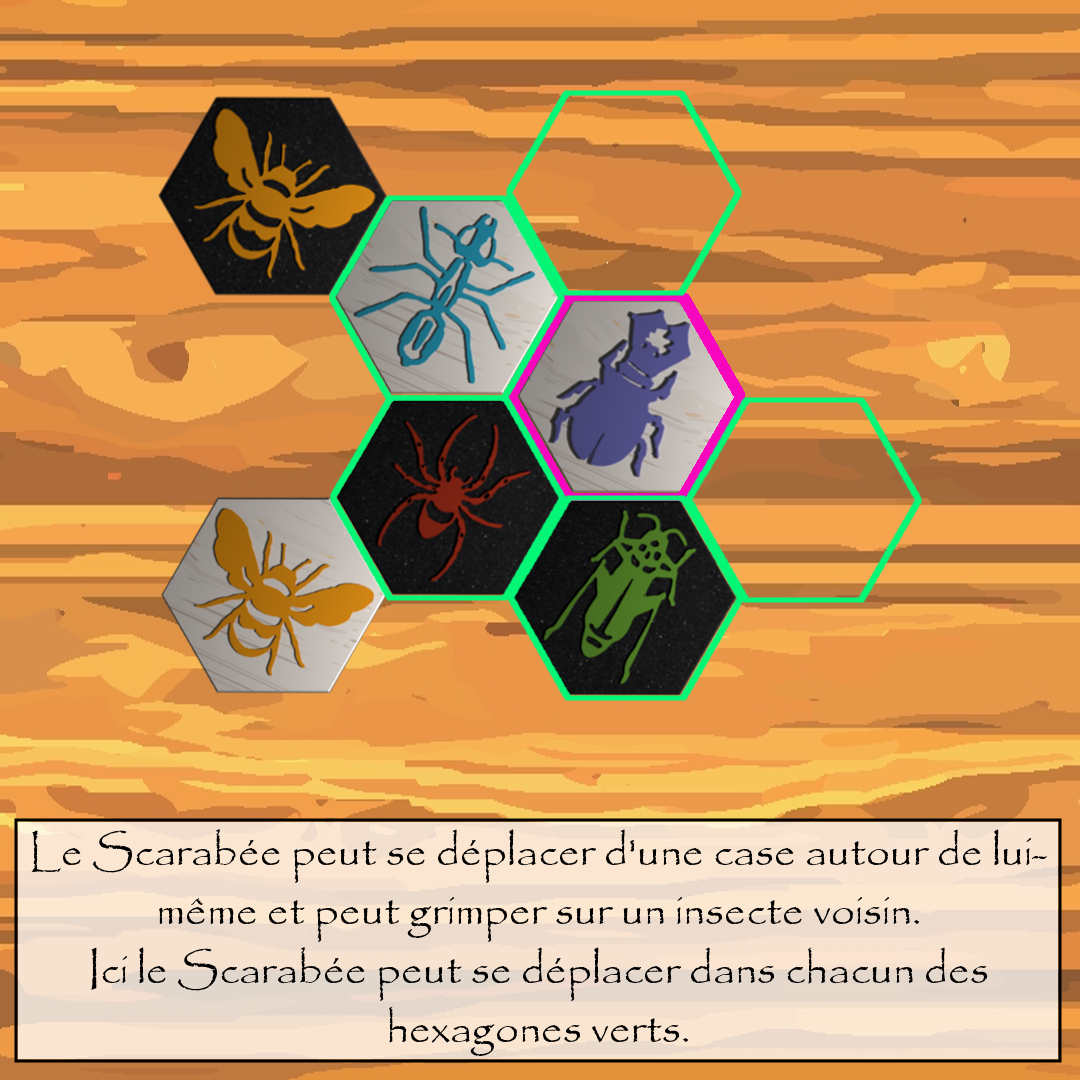 Le Scarabée peut se déplacer d'une case autour de lui-
même et peut grimper sur un insecte voisin.
Ici le Scarabée peut se déplacer dans chacun des
hexagones verts.